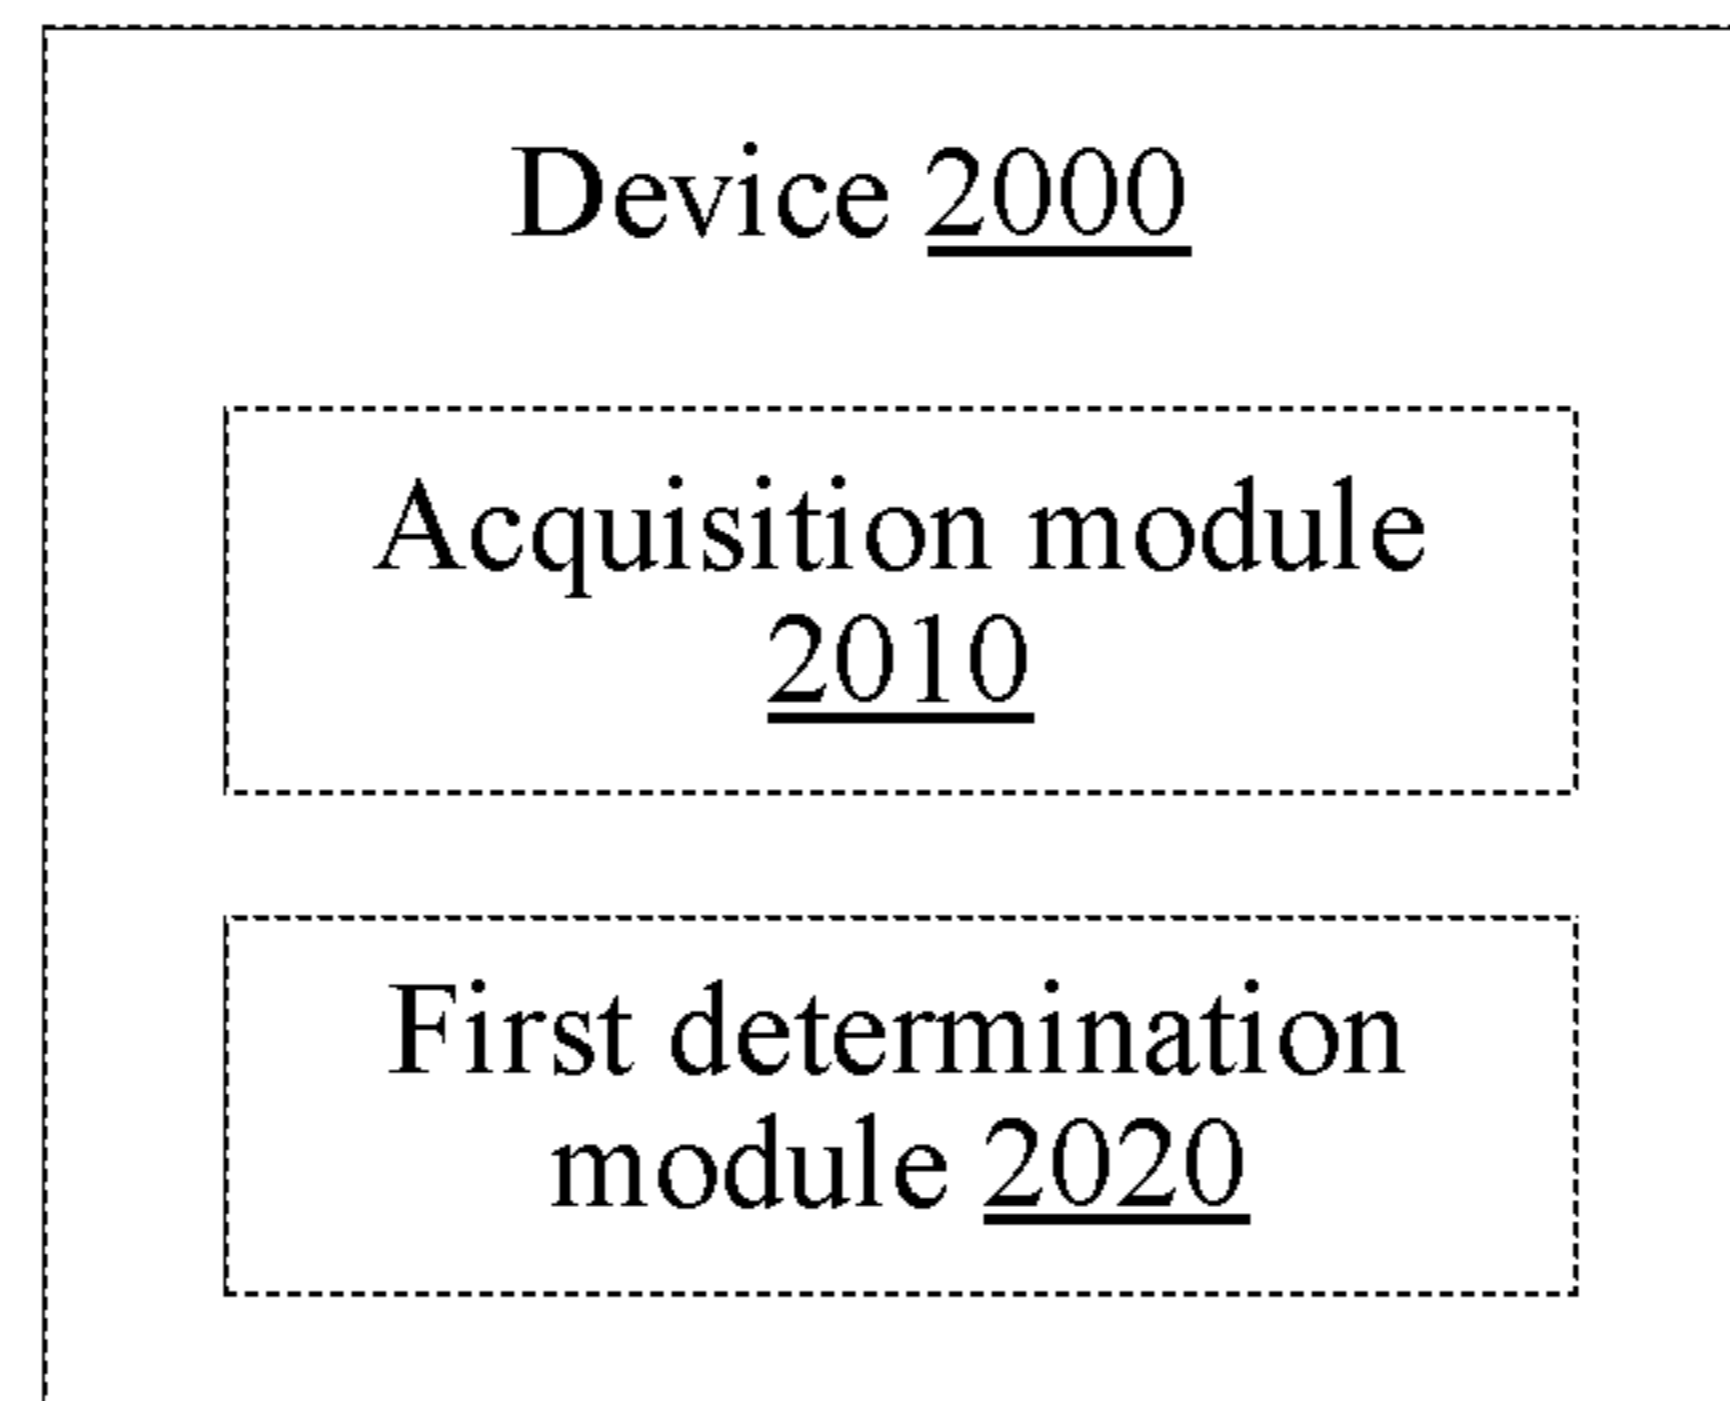 Device 2000
Acquisition module
2010
First determination
module 2020